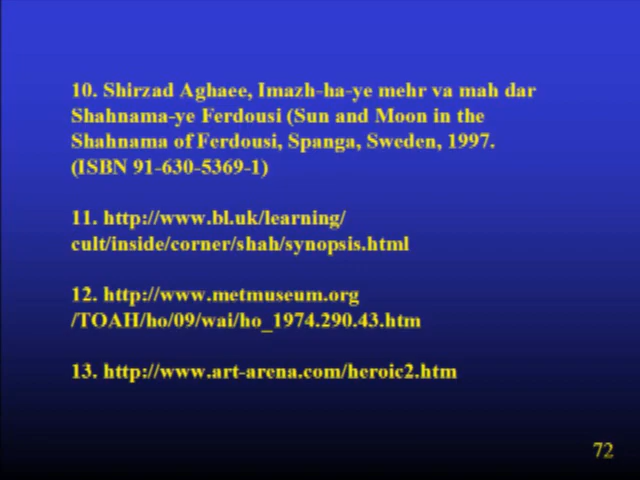 10. Shirzad Aghaee, Imazh-ha-ye mehr va mah dar
Shahnama-ye Ferdousi (Sun and Moon in the
Shahnama of Ferdousi, Spanga, Sweden, 1997.
(ISBN 91-630-5369-1)
11. http://www.bl.uk/learning/
cult/inside/corner/shah/synopsis.html
12. http://www.metmuseum.org
/TOAH/ho/09/wai/ho_1974.290.43.htm
13. http://www.art-arena.com/heroic2.htm
72